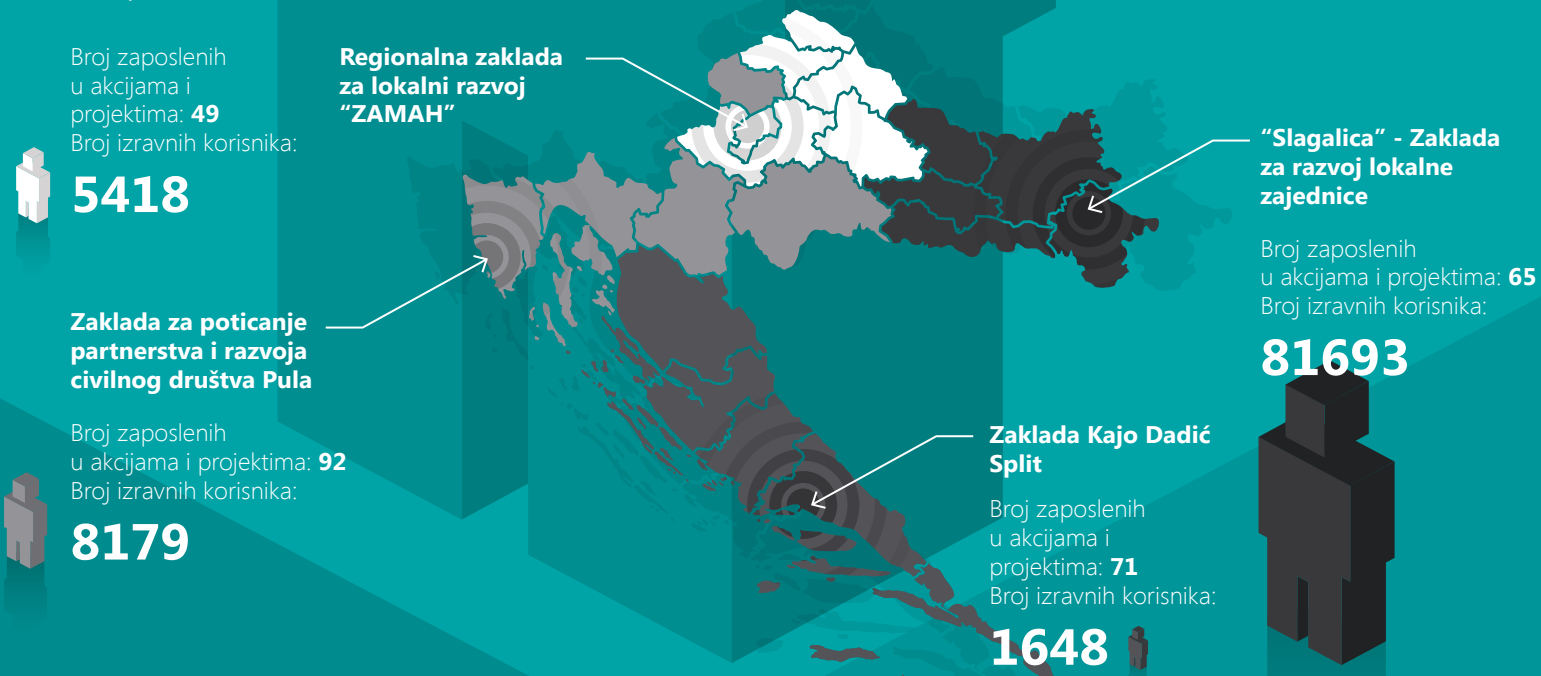 Broj zaposlenih
u akcijama i
projektima: 49
Broj izravnih korisnika:
5418
Regionalna zaklada
za lokalni razvoj
“ZAMAH”
“Slagalica” - Zaklada
za razvoj lokalne
zajednice
Broj zaposlenih
u akcijama i projektima: 65
Broj izravnih korisnika:
81693
Zaklada za poticanje
partnerstva i razvoja
civilnog društva Pula
Broj zaposlenih
u akcijama i projektima: 92
Broj izravnih korisnika:
8179
Zaklada Kajo Dadić
Split
Broj zaposlenih
u akcijama i
projektima: 71
Broj izravnih korisnika:
1648